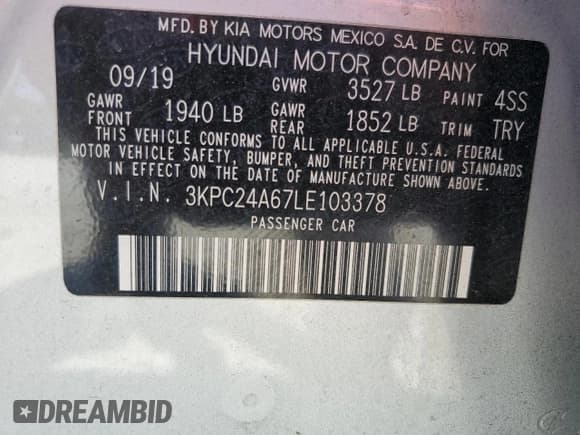 MFD. BY KIA MOTORS MEXICO S.A. DE C.V. FOR
HYUNDAI MOTOR COMPANY
09/19 GVWR 3527 LB PAINT 4SS
GAWR FRONT 1940 LB GAWR REAR 1852 LB TRIM TRY
THIS VEHICLE CONFORMS TO ALL APPLICABLE U.S.A. FEDERAL
MOTOR VEHICLE SAFETY, BUMPER, AND THEFT PREVENTION STANDARDS
IN EFFECT ON THE DATE OF MANUFACTURE SHOWN ABOVE.
V.I.N. 3KPC24A67LE103378
PASSENGER CAR
DREAMBID